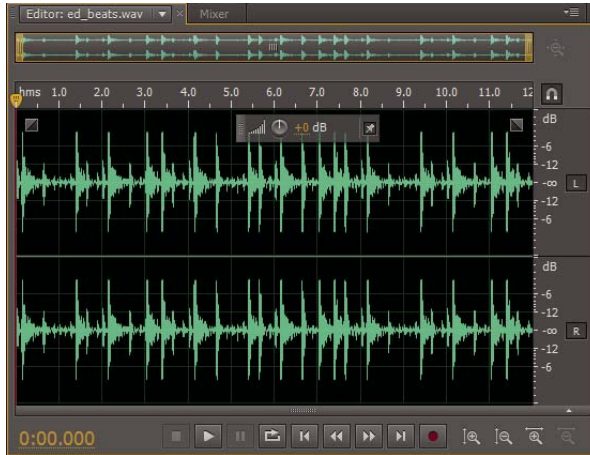 Editor: ed_beats.wav Mixer
hms 1.0 2.0 3.0 4.0 5.0 6.0 7.0 8.0 9.0 10.0 11.0 12
+0 dB
dB
-6
-12
-∞
-12
-6
L
dB
-6
-12
-∞
-12
-6
R
0:00.000